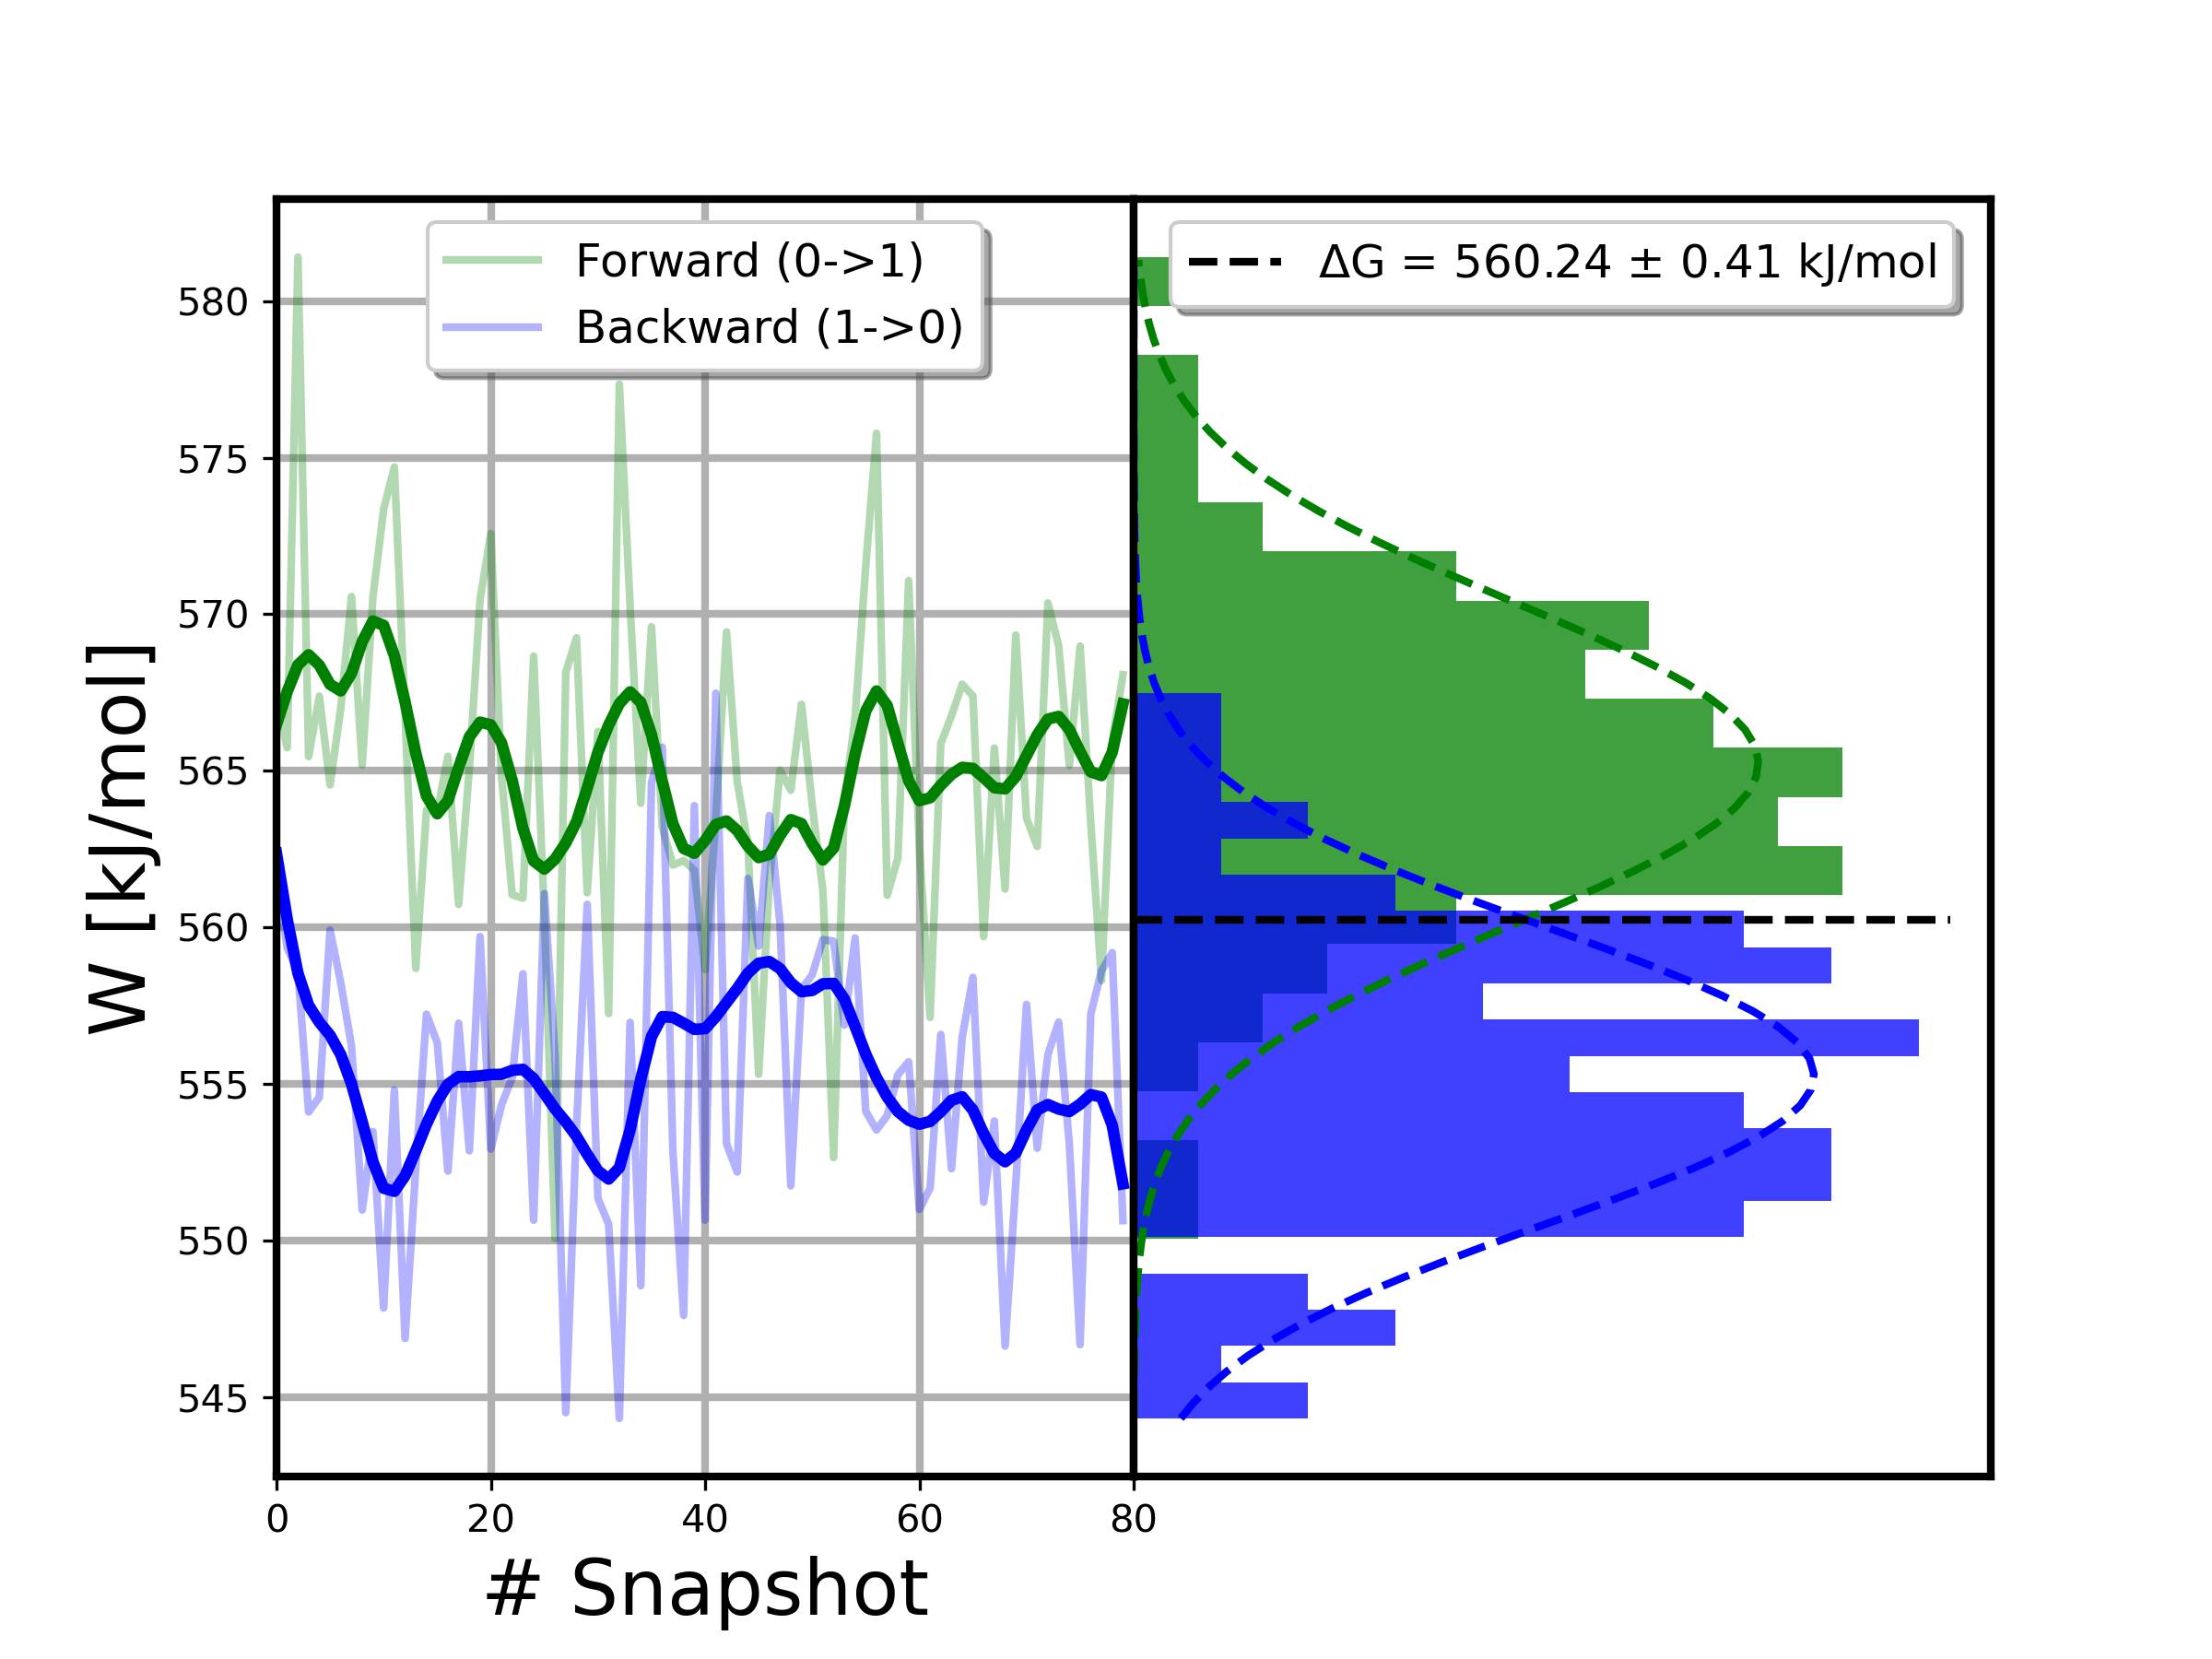 Forward (0->1)
Backward (1->0)
ΔG = 560.24 ± 0.41 kJ/mol
W [kJ/mol]
580
575
570
565
560
555
550
545
0 20 40 60 80
# Snapshot